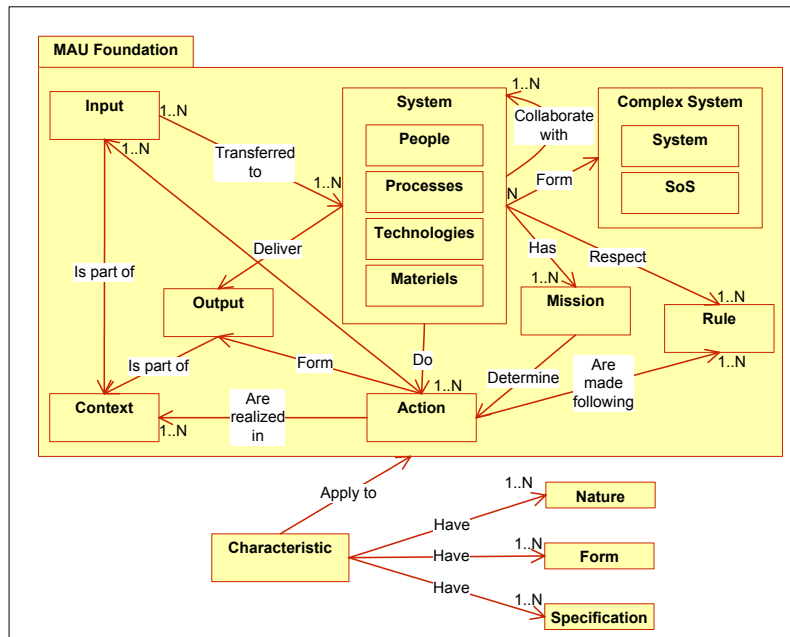 MAU Foundation
Input
1..N
1..N
Transferred
to
1..N
System
People
Processes
Technologies
Materiels
1..N
Collaborate
with
N
Form
Complex System
System
SoS
Is part of
Deliver
Has
1..N
Respect
1..N
Output
Mission
Rule
1..N
Is part of
Form
Do
1..N
Determine
Are
made
following
Context
1..N
Are
realized
in
Action
Apply to
Characteristic
Have
1..N
Nature
Have
1..N
Form
Have
1..N
Specification